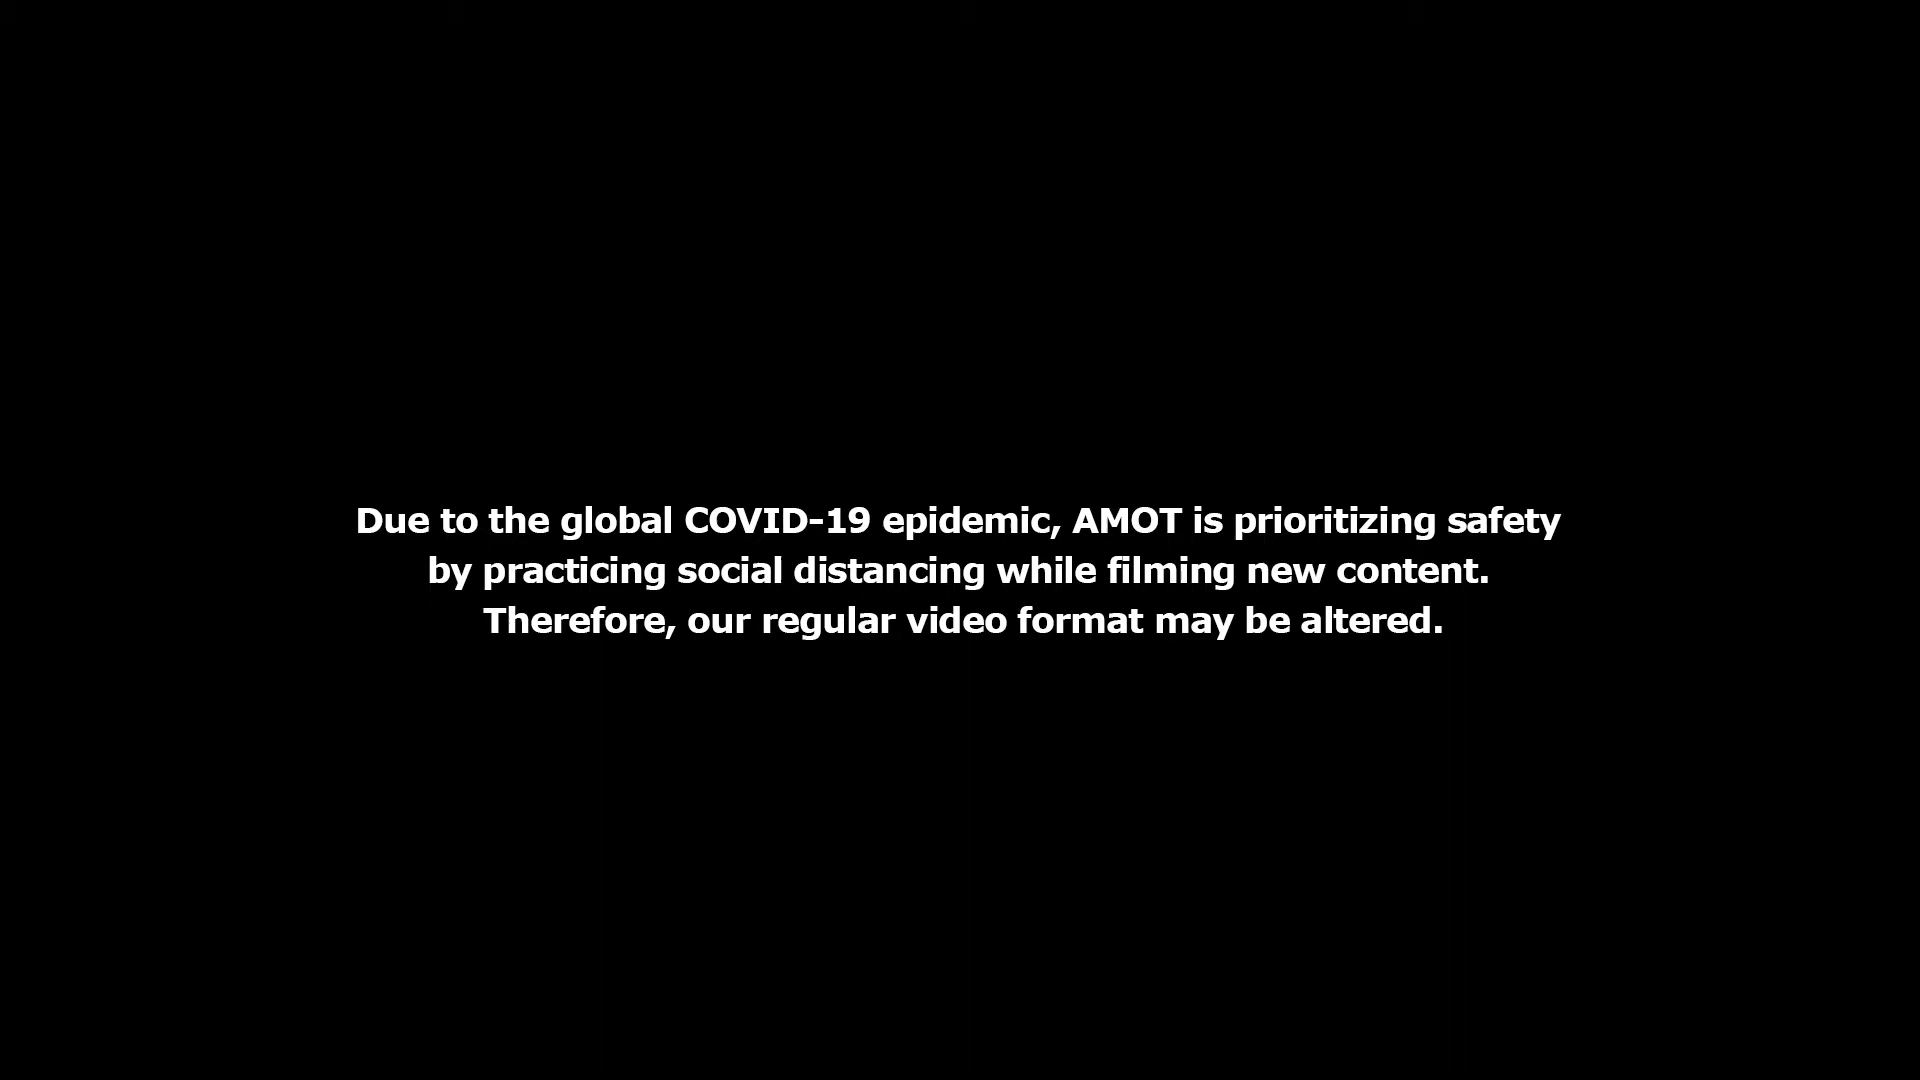 Due to the global COVID-19 epidemic, AMOT is prioritizing safety
by practicing social distancing while filming new content.
Therefore, our regular video format may be altered.